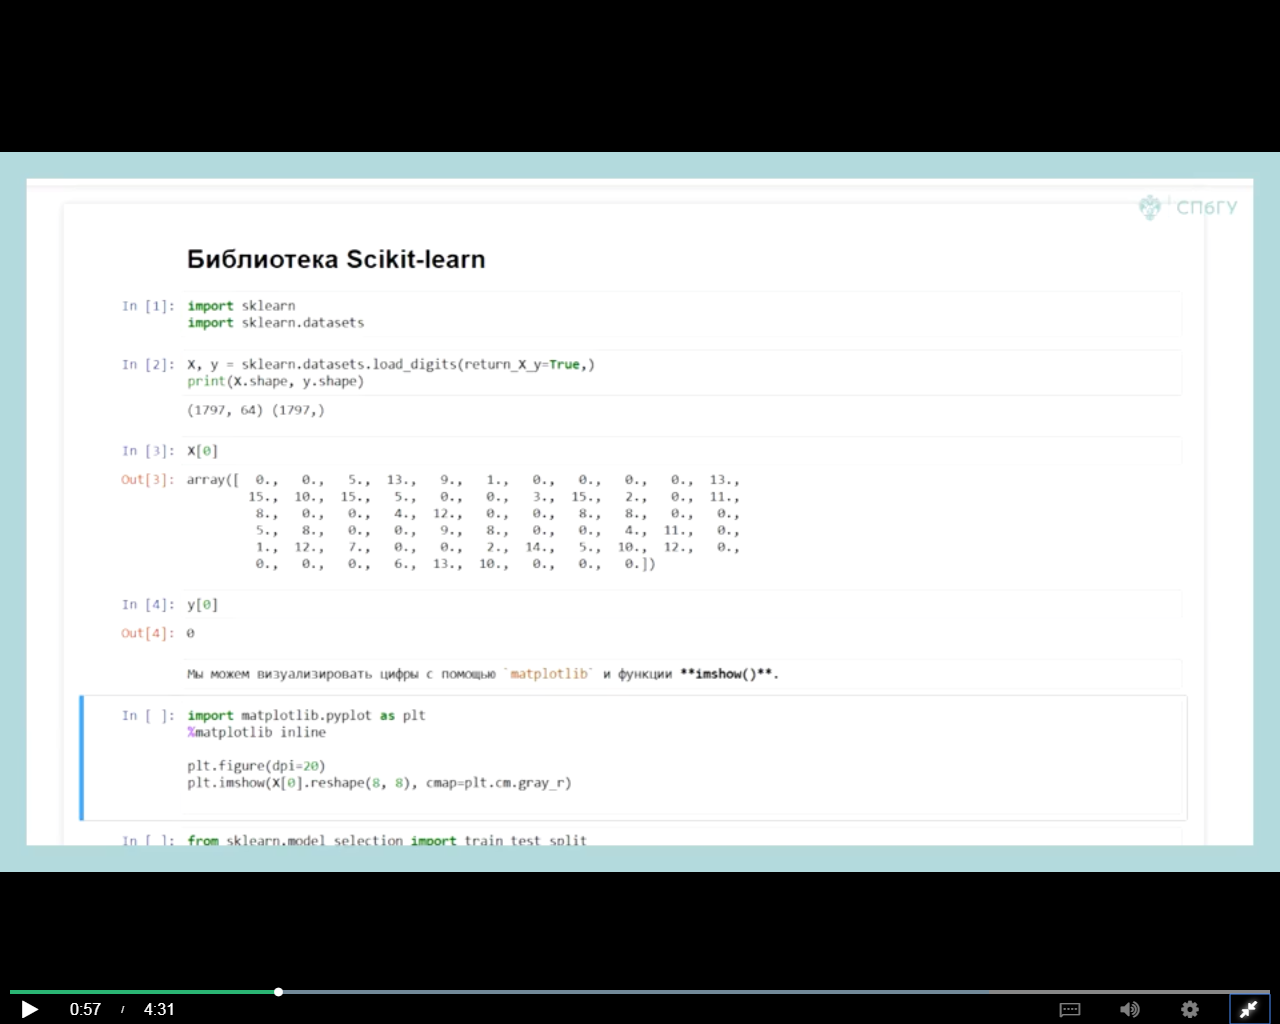 СПбГУ
Библиотека Scikit-learn
In [1]: import sklearn
import sklearn.datasets
In [2]: X, y = sklearn.datasets.load_digits(return_X_y=True,)
print(X.shape, y.shape)
(1797, 64) (1797,)
In [3]: X[0]
Out[3]: array([ 0., 0., 5., 13., 9., 1., 0., 0., 0., 0., 13.,
15., 10., 15., 5., 0., 0., 3., 15., 2., 0., 11.,
8., 0., 0., 4., 12., 0., 0., 8., 8., 0., 0.,
5., 8., 0., 0., 9., 8., 0., 0., 4., 11., 0.,
1., 12., 7., 0., 0., 2., 14., 5., 10., 12., 0.,
0., 0., 0., 6., 13., 10., 0., 0., 0.])
In [4]: y[0]
Out[4]: 0
Мы можем визуализировать цифры с помощью `matplotlib` и функции **imshow()**.
In [ ]: import matplotlib.pyplot as plt
%matplotlib inline
plt.figure(dpi=20)
plt.imshow(X[0].reshape(8, 8), cmap=plt.cm.gray_r)
In [ ]: from sklearn.model_selection import train_test_split
0:57 / 4:31